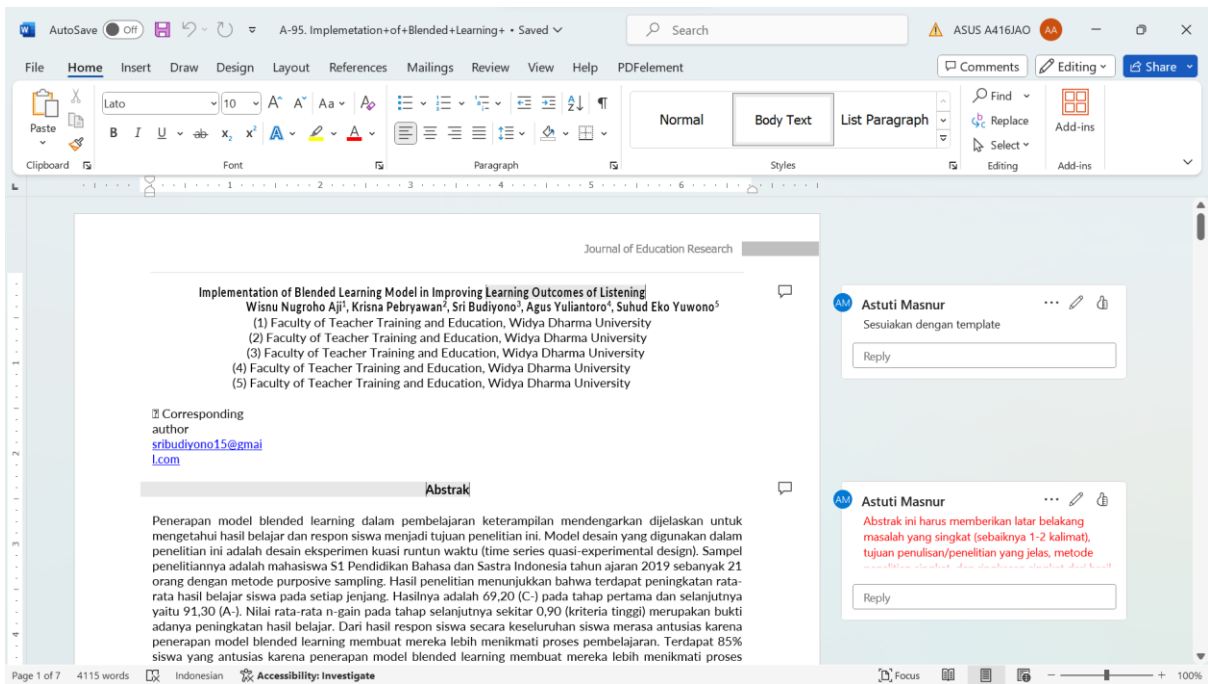 AutoSave Off A-95. Implemetation+of+Blended+Learning+ • Saved Search ASUS A416JAO AA
File Home Insert Draw Design Layout References Mailings Review View Help PDFelement Comments Editing Share
Lato 10 Aa Normal Body Text List Paragraph Find
Paste Replace Add-ins
B I U ab x₂ x² A A Select
Clipboard Font Paragraph Styles Editing Add-ins
1 2 3 4 5 6
Journal of Education Research
Implementation of Blended Learning Model in Improving Learning Outcomes of Listening
Wisnu Nugroho Aji¹, Krisna Pebryawan², Sri Budiyono³, Agus Yuliantoro⁴, Suhud Eko Yuwono⁵
(1) Faculty of Teacher Training and Education, Widya Dharma University
(2) Faculty of Teacher Training and Education, Widya Dharma University
(3) Faculty of Teacher Training and Education, Widya Dharma University
(4) Faculty of Teacher Training and Education, Widya Dharma University
(5) Faculty of Teacher Training and Education, Widya Dharma University
Corresponding
author
sribudiyono15@gmai
l.com
Abstrak
Penerapan model blended learning dalam pembelajaran keterampilan mendengarkan dijelaskan untuk
mengetahui hasil belajar dan respon siswa menjadi tujuan penelitian ini. Model desain yang digunakan dalam
penelitian ini adalah desain eksperimen kuasi runtun waktu (time series quasi-experimental design). Sampel
penelitiannya adalah mahasiswa S1 Pendidikan Bahasa dan Sastra Indonesia tahun ajaran 2019 sebanyak 21
orang dengan metode purposive sampling. Hasil penelitian menunjukkan bahwa terdapat peningkatan rata-
rata hasil belajar siswa pada setiap jenjang. Hasilnya adalah 69,20 (C-) pada tahap pertama dan selanjutnya
yaitu 91,30 (A-). Nilai rata-rata n-gain pada tahap selanjutnya sekitar 0,90 (kriteria tinggi) merupakan bukti
adanya peningkatan hasil belajar. Dari hasil respon siswa secara keseluruhan siswa merasa antusias karena
penerapan model blended learning membuat mereka lebih menikmati proses pembelajaran. Terdapat 85%
siswa yang antusias karena penerapan model blended learning membuat mereka lebih menikmati proses
AM Astuti Masnur
Sesuiakan dengan template
Reply
AM Astuti Masnur
Abstrak ini harus memberikan latar belakang
masalah yang singkat (sebaiknya 1-2 kalimat),
tujuan penulisan/penelitian yang jelas, metode
Reply
Page 1 of 7 4115 words Indonesian Accessibility: Investigate Focus 100%